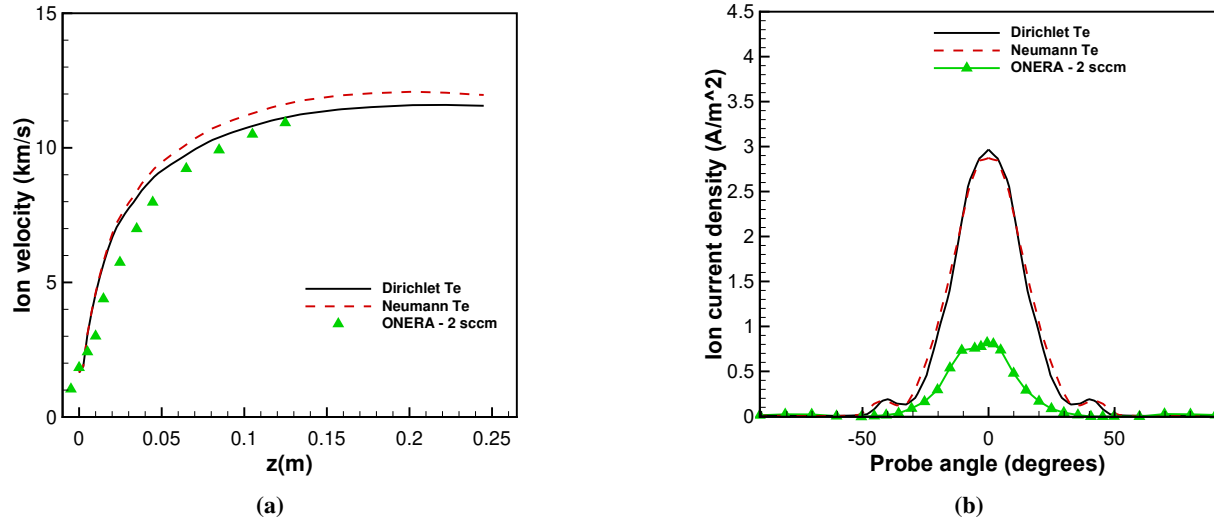 Ion velocity (km/s)
15
10
5
0
0
0.05
0.1
0.15
0.2
0.25
z(m)
Dirichlet Te
Neumann Te
ONERA - 2 sccm
(a)
Ion current density (A/m^2)
4.5
4
3.5
3
2.5
2
1.5
1
0.5
0
-50
0
50
Probe angle (degrees)
Dirichlet Te
Neumann Te
ONERA - 2 sccm
(b)